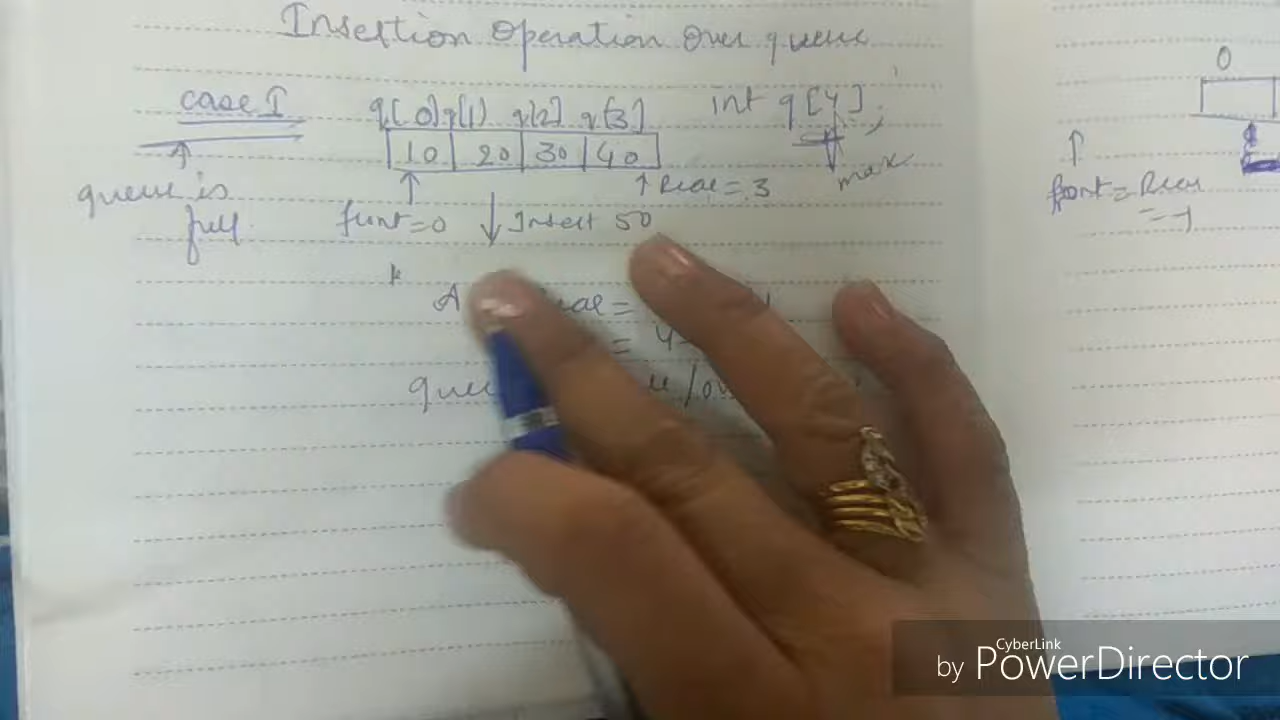 Insertion Operation Over queue
case I
q[0] q[1] q[2] q[3]
int q[4];
10 20 30 40
max
queue is
full
front=0
Insert 50
Rear = 3
=
= 4-
0
front = Rear
= -1
CyberLink
by PowerDirector